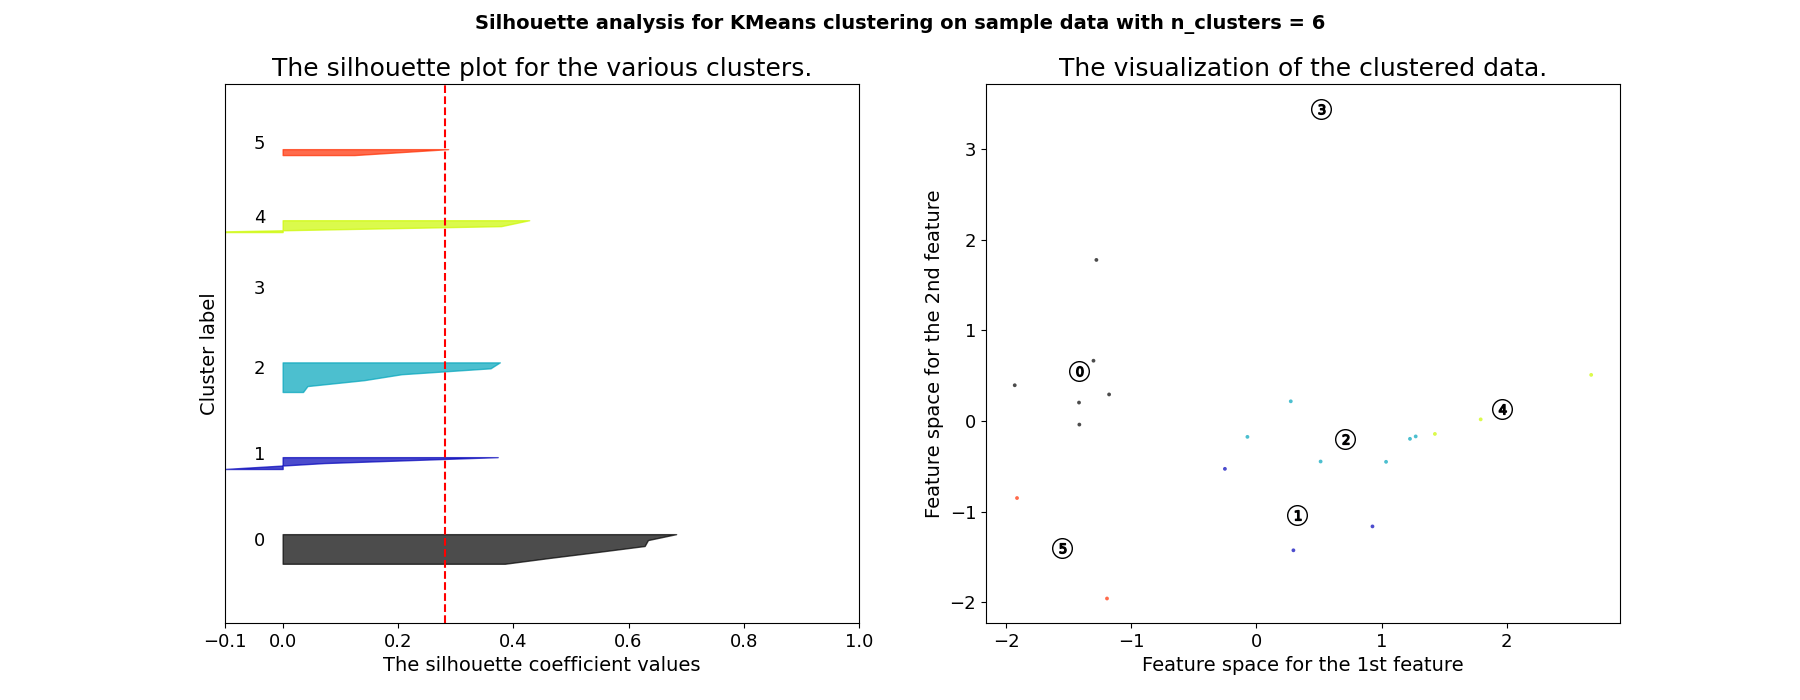 Silhouette analysis for KMeans clustering on sample data with n_clusters = 6
The silhouette plot for the various clusters.
5
4
3
2
1
0
Cluster label
−0.1 0.0 0.2 0.4 0.6 0.8 1.0
The silhouette coefficient values
The visualization of the clustered data.
3
2
1
0
−1
−2
Feature space for the 2nd feature
3
0
4
2
1
5
−2 −1 0 1 2
Feature space for the 1st feature